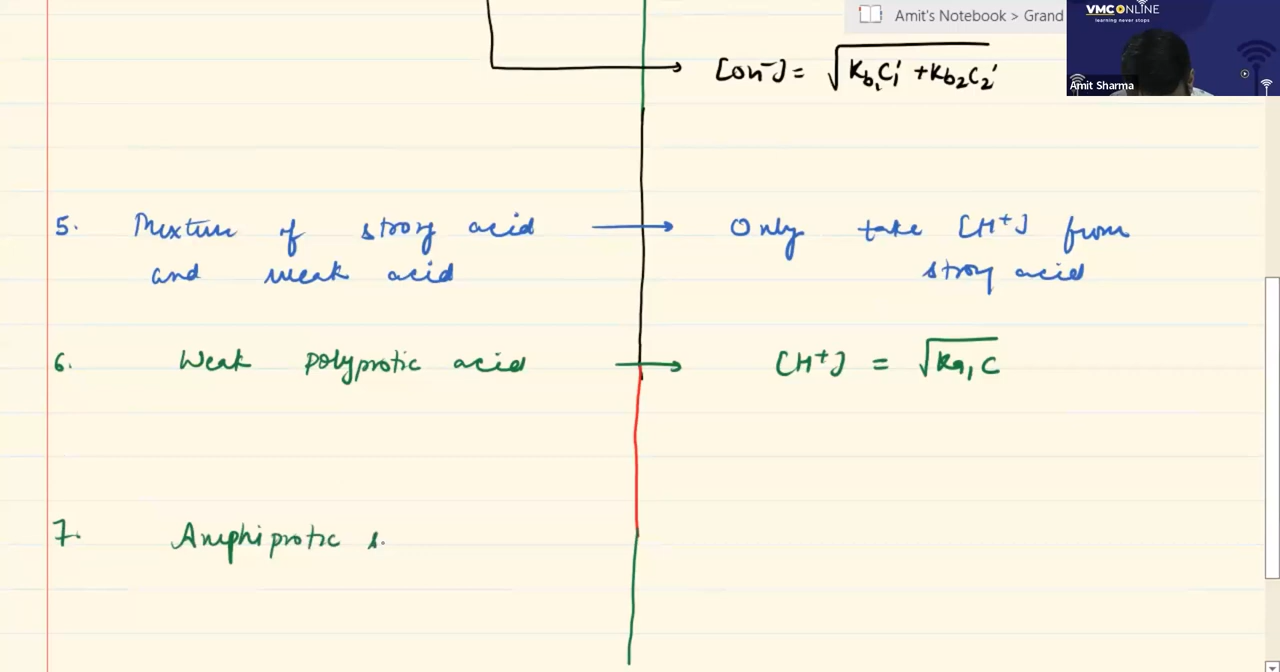 Amit's Notebook > Grand
VMC ONLINE
learning never stops
Amit Sharma
[OH⁻] = √(Kb₁C₁' + Kb₂C₂')
5. Mixture of strong acid → Only take [H⁺] from
and weak acid strong acid
6. Weak polyprotic acid → [H⁺] = √(Ka₁C)
7. Amphiprotic s.